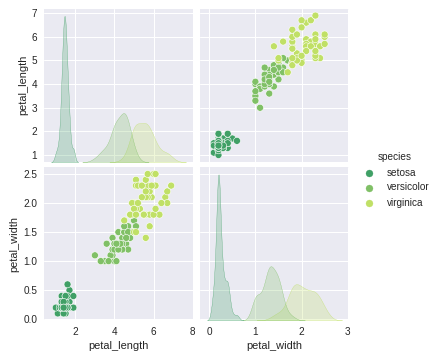 7
6
5
4
3
2
1
petal_length
2.5
2.0
1.5
1.0
0.5
0.0
petal_width
2 4 6 8
petal_length
0 1 2 3
petal_width
species
setosa
versicolor
virginica